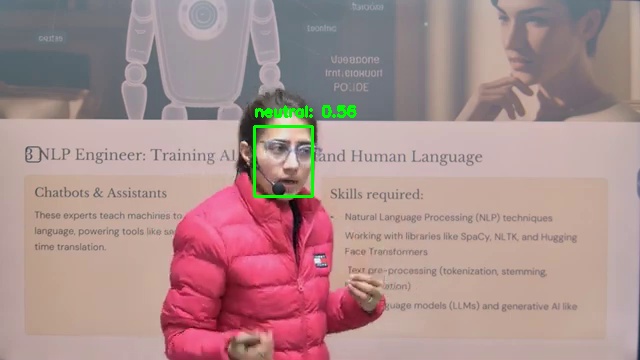 neutral: 0.56
3 NLP Engineer: Training AI and Human Language
Chatbots & Assistants
These experts teach machines to
language, powering tools like
time translation.
Skills required:
Natural Language Processing (NLP) techniques
Working with libraries like SpaCy, NLTK, and Hugging
Face Transformers
Text pre-processing (tokenization, stemming,
language models (LLMs) and generative AI like